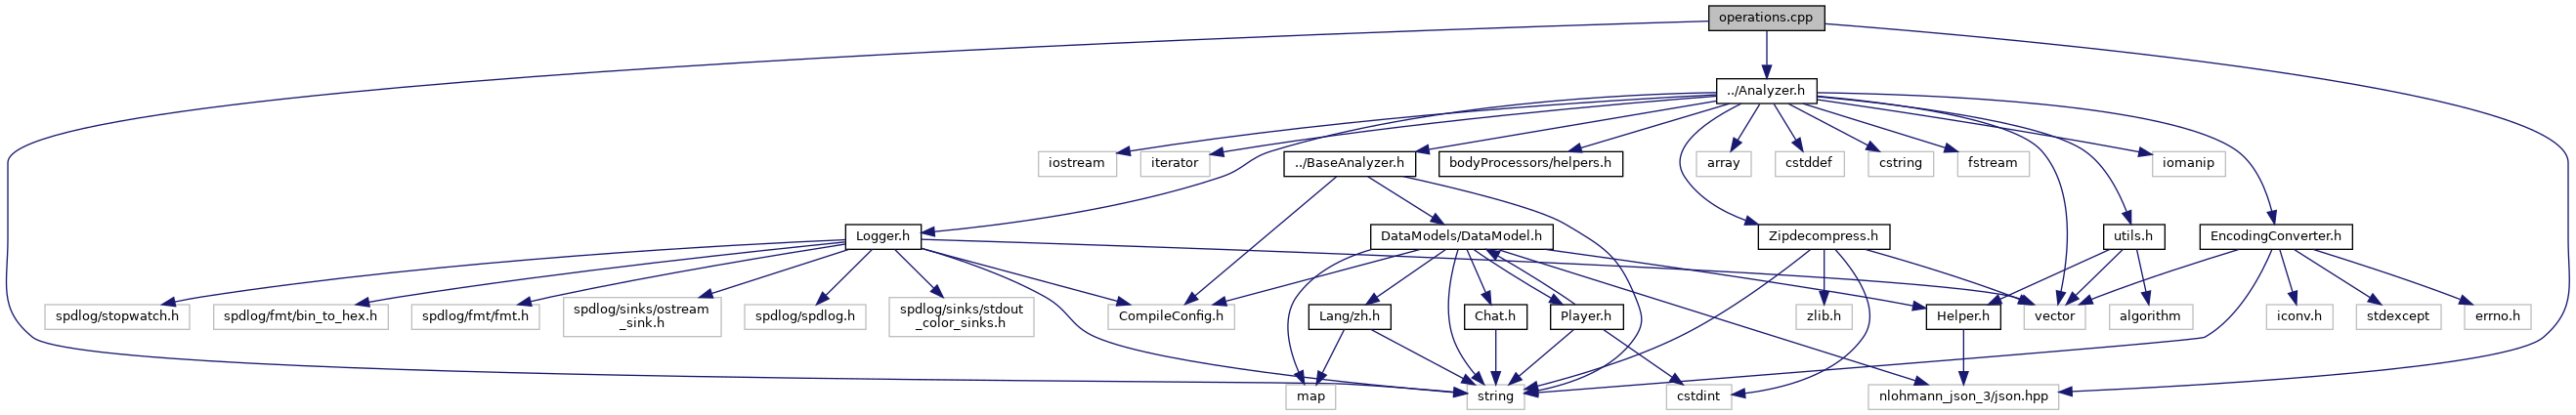 operations.cpp
../Analyzer.h
iostream
iterator
../BaseAnalyzer.h
bodyProcessors/helpers.h
array
cstddef
cstring
fstream
iomanip
Logger.h
DataModels/DataModel.h
Zipdecompress.h
utils.h
EncodingConverter.h
spdlog/stopwatch.h
spdlog/fmt/bin_to_hex.h
spdlog/fmt/fmt.h
spdlog/sinks/ostream
_sink.h
spdlog/spdlog.h
spdlog/sinks/stdout
_color_sinks.h
CompileConfig.h
Lang/zh.h
Chat.h
Player.h
zlib.h
Helper.h
vector
algorithm
iconv.h
stdexcept
errno.h
map
string
cstdint
nlohmann_json_3/json.hpp